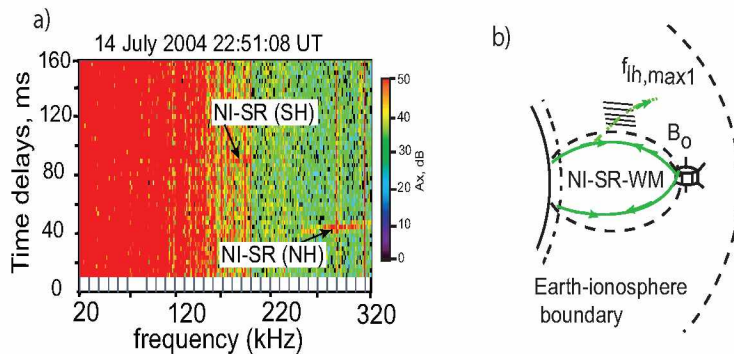 a)
14 July 2004 22:51:08 UT
160
120
80
40
0
Time delays, ms
NI-SR (SH)
NI-SR (NH)
20
120
220
320
frequency (kHz)
50
40
30
20
10
0
Ax, dB
b)
flh,max1
Bo
NI-SR-WM
Earth-ionosphere
boundary